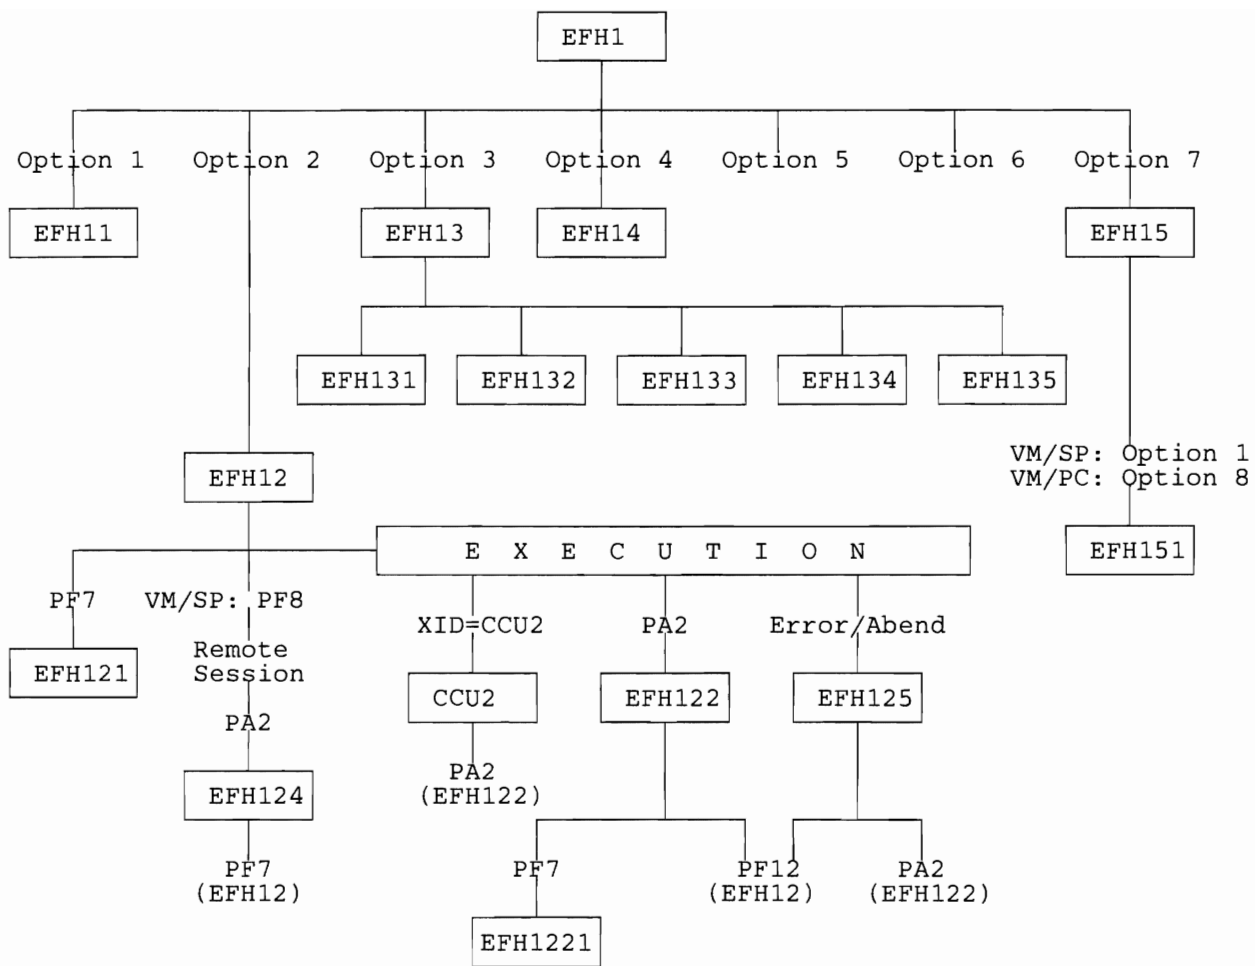 EFH1
Option 1 Option 2 Option 3 Option 4 Option 5 Option 6 Option 7
EFH11 EFH13 EFH14 EFH15
EFH131 EFH132 EFH133 EFH134 EFH135
VM/SP: Option 1
EFH12 VM/PC: Option 8
E X E C U T I O N EFH151
PF7 VM/SP: PF8
XID=CCU2 PA2 Error/Abend
Remote
EFH121 Session
CCU2 EFH122 EFH125
PA2
PA2
EFH124 (EFH122)
PF7 PF7 PF12 PA2
(EFH12) (EFH12) (EFH122)
EFH1221